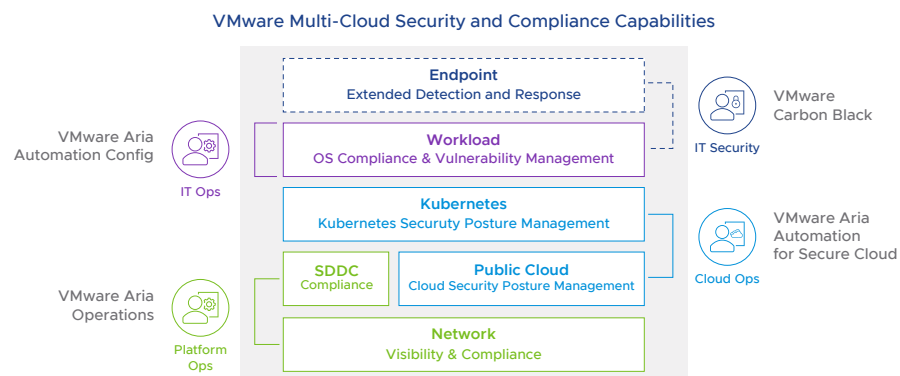 VMware Multi-Cloud Security and Compliance Capabilities
Endpoint
Extended Detection and Response
VMware
Carbon Black
IT Security
VMware Aria
Automation Config
IT Ops
Workload
OS Compliance & Vulnerability Management
Kubernetes
Kubernetes Securuty Posture Management
VMware Aria
Automation
for Secure Cloud
Cloud Ops
SDDC
Compliance
Public Cloud
Cloud Security Posture Management
VMware Aria
Operations
Platform
Ops
Network
Visibility & Compliance